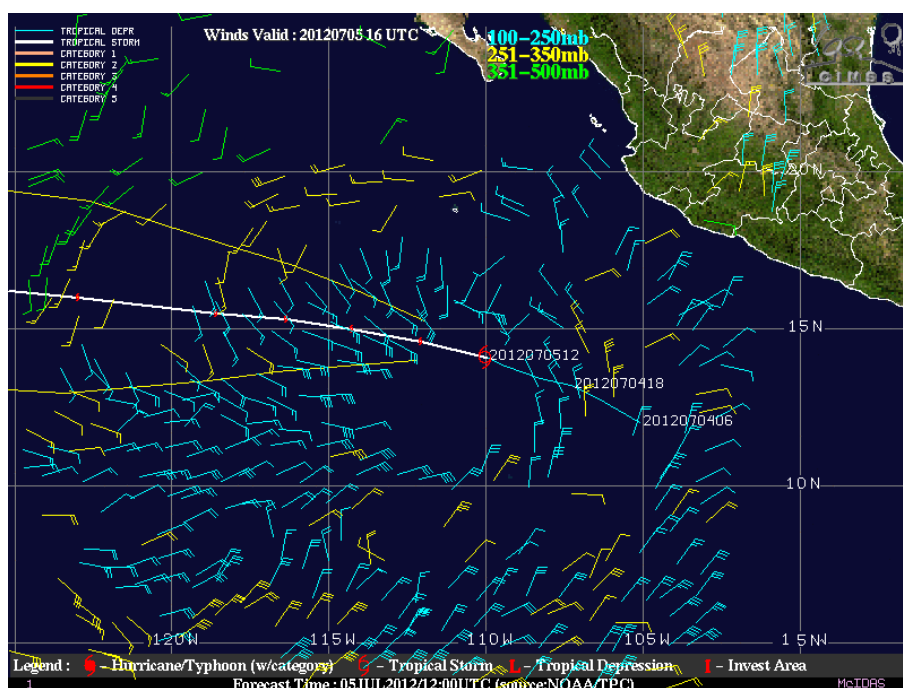 TROPICAL DEPR
TROPICAL STORM
CATEGORY 1
CATEGORY 2
CATEGORY 3
CATEGORY 4
CATEGORY 5
Winds Valid : 20120705 16 UTC
100-250mb
251-350mb
351-500mb
CIMSS
20N
15N
2012070512
2012070418
2012070406
10N
120W 115W 110W 105W 1 5N
Legend : - Hurricane/Typhoon (w/category) - Tropical Storm L - Tropical Depression I - Invest Area
1 Forecast Time : 05JUL2012/12:00UTC (source:NOAA/TPC) McIDAS